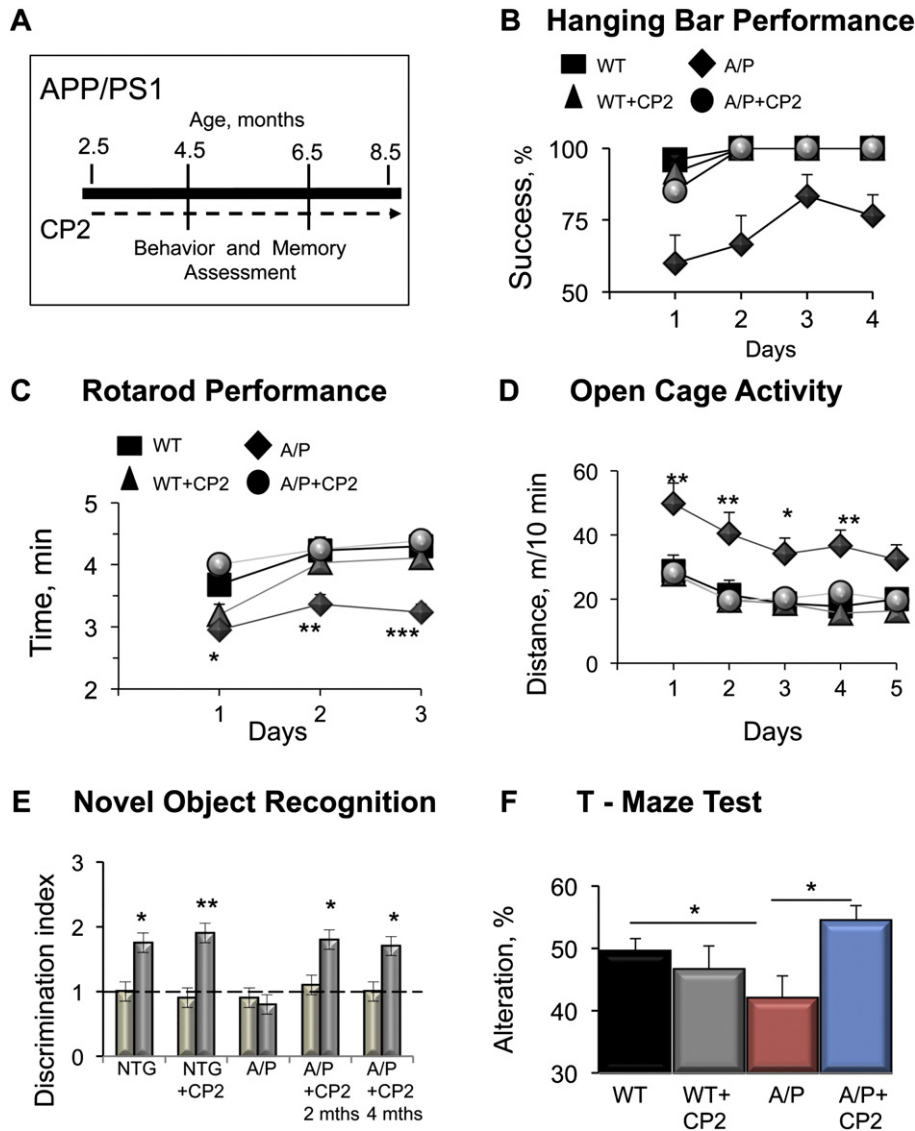 A
APP/PS1
Age, months
2.5 4.5 6.5 8.5
CP2
Behavior and Memory
Assessment
B Hanging Bar Performance
WT A/P
WT+CP2 A/P+CP2
Success, %
100
75
50
1 2 3 4
Days
C Rotarod Performance
WT A/P
WT+CP2 A/P+CP2
Time, min
5
4
3
2
* ** ***
1 2 3
Days
D Open Cage Activity
Distance, m/10 min
60
40
20
0
** ** * **
1 2 3 4 5
Days
E Novel Object Recognition
Discrimination index
3
2
1
0
* ** * *
NTG NTG A/P A/P A/P
+CP2 +CP2 +CP2
2 mths 4 mths
F T - Maze Test
Alteration, %
60
50
40
30
* *
WT WT+ A/P A/P+
CP2 CP2